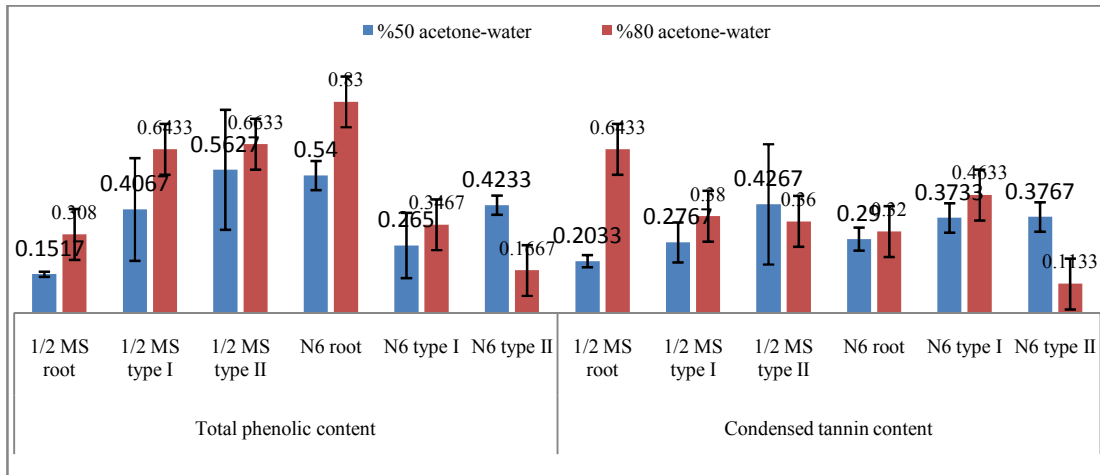 %50 acetone-water %80 acetone-water
0.1517 0.308 0.4067 0.6433 0.5627 0.6633 0.54 0.83 0.265 0.3467 0.4233 0.1667 0.2033 0.6433 0.2767 0.38 0.4267 0.36 0.29 0.32 0.3733 0.4633 0.3767 0.1133
1/2 MS 1/2 MS 1/2 MS N6 root N6 type I N6 type II 1/2 MS 1/2 MS 1/2 MS N6 root N6 type I N6 type II
root type I type II root type I type II
Total phenolic content Condensed tannin content